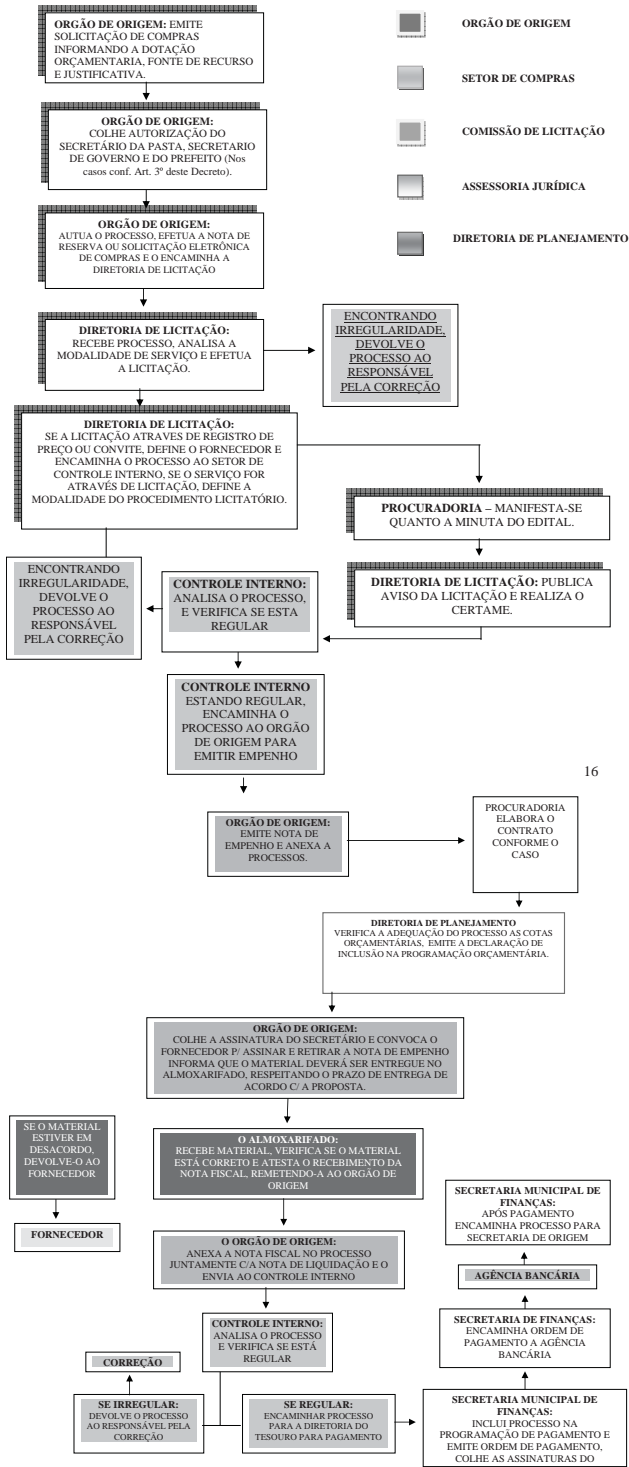 ORGÃO DE ORIGEM: EMITE
SOLICITAÇÃO DE COMPRAS
INFORMANDO A DOTAÇÃO
ORÇAMENTARIA, FONTE DE RECURSO
E JUSTIFICATIVA.
ORGÃO DE ORIGEM
SETOR DE COMPRAS
COMISSÃO DE LICITAÇÃO
ASSESSORIA JURÍDICA
DIRETORIA DE PLANEJAMENTO
ORGÃO DE ORIGEM:
COLHE AUTORIZAÇÃO DO
SECRETÁRIO DA PASTA, SECRETARIO
DE GOVERNO E DO PREFEITO (Nos
casos conf. Art. 3º deste Decreto).
ORGÃO DE ORIGEM:
AUTUA O PROCESSO, EFETUA A NOTA DE
RESERVA OU SOLICITAÇÃO ELETRÔNICA
DE COMPRAS E O ENCAMINHA A
DIRETORIA DE LICITAÇÃO
DIRETORIA DE LICITAÇÃO:
RECEBE PROCESSO, ANALISA A
MODALIDADE DE SERVIÇO E EFETUA
A LICITAÇÃO.
ENCONTRANDO
IRREGULARIDADE,
DEVOLVE O
PROCESSO AO
RESPONSÁVEL
PELA CORREÇÃO
DIRETORIA DE LICITAÇÃO:
SE A LICITAÇÃO ATRAVES DE REGISTRO DE
PREÇO OU CONVITE, DEFINE O FORNECEDOR E
ENCAMINHA O PROCESSO AO SETOR DE
CONTROLE INTERNO, SE O SERVIÇO FOR
ATRAVÉS DE LICITAÇÃO, DEFINE A
MODALIDADE DO PROCEDIMENTO LICITATÓRIO.
PROCURADORIA – MANIFESTA-SE
QUANTO A MINUTA DO EDITAL.
DIRETORIA DE LICITAÇÃO: PUBLICA
AVISO DA LICITAÇÃO E REALIZA O
CERTAME.
ENCONTRANDO
IRREGULARIDADE,
DEVOLVE O
PROCESSO AO
RESPONSÁVEL
PELA CORREÇÃO
CONTROLE INTERNO:
ANALISA O PROCESSO,
E VERIFICA SE ESTA
REGULAR
CONTROLE INTERNO
ESTANDO REGULAR,
ENCAMINHA O
PROCESSO AO ORGÃO
DE ORIGEM PARA
EMITIR EMPENHO
16
ORGÃO DE ORIGEM:
EMITE NOTA DE
EMPENHO E ANEXA A
PROCESSOS.
PROCURADORIA
ELABORA O
CONTRATO
CONFORME O
CASO
DIRETORIA DE PLANEJAMENTO
VERIFICA A ADEQUAÇÃO DO PROCESSO AS COTAS
ORÇAMENTÁRIAS, EMITE A DECLARAÇÃO DE
INCLUSÃO NA PROGRAMAÇÃO ORÇAMENTÁRIA.
ORGÃO DE ORIGEM:
COLHE A ASSINATURA DO SECRETÁRIO E CONVOCA O
FORNECEDOR P/ ASSINAR E RETIRAR A NOTA DE EMPENHO
INFORMA QUE O MATERIAL DEVERÁ SER ENTREGUE NO
ALMOXARIFADO, RESPEITANDO O PRAZO DE ENTREGA DE
ACORDO C/ A PROPOSTA.
SE O MATERIAL
ESTIVER EM
DESACORDO,
DEVOLVE-O AO
FORNECEDOR
FORNECEDOR
O ALMOXARIFADO:
RECEBE MATERIAL, VERIFICA SE O MATERIAL
ESTÁ CORRETO E ATESTA O RECEBIMENTO DA
NOTA FISCAL, REMETENDO-A AO ORGÃO DE
ORIGEM
O ORGÃO DE ORIGEM:
ANEXA A NOTA FISCAL NO PROCESSO
JUNTAMENTE C/A NOTA DE LIQUIDAÇÃO E O
ENVIA AO CONTROLE INTERNO
CONTROLE INTERNO:
ANALISA O PROCESSO
E VERIFICA SE ESTÁ
REGULAR
CORREÇÃO
SE IRREGULAR:
DEVOLVE O PROCESSO
AO RESPONSÁVEL PELA
CORREÇÃO
SE REGULAR:
ENCAMINHAR PROCESSO
PARA A DIRETORIA DO
TESOURO PARA PAGAMENTO
SECRETARIA MUNICIPAL DE
FINANÇAS:
APÓS PAGAMENTO
ENCAMINHA PROCESSO PARA
SECRETARIA DE ORIGEM
AGÊNCIA BANCÁRIA
SECRETARIA DE FINANÇAS:
ENCAMINHA ORDEM DE
PAGAMENTO A AGÊNCIA
BANCÁRIA
SECRETARIA MUNICIPAL DE
FINANÇAS:
INCLUI PROCESSO NA
PROGRAMAÇÃO DE PAGAMENTO E
EMITE ORDEM DE PAGAMENTO,
COLHE AS ASSINATURAS DO